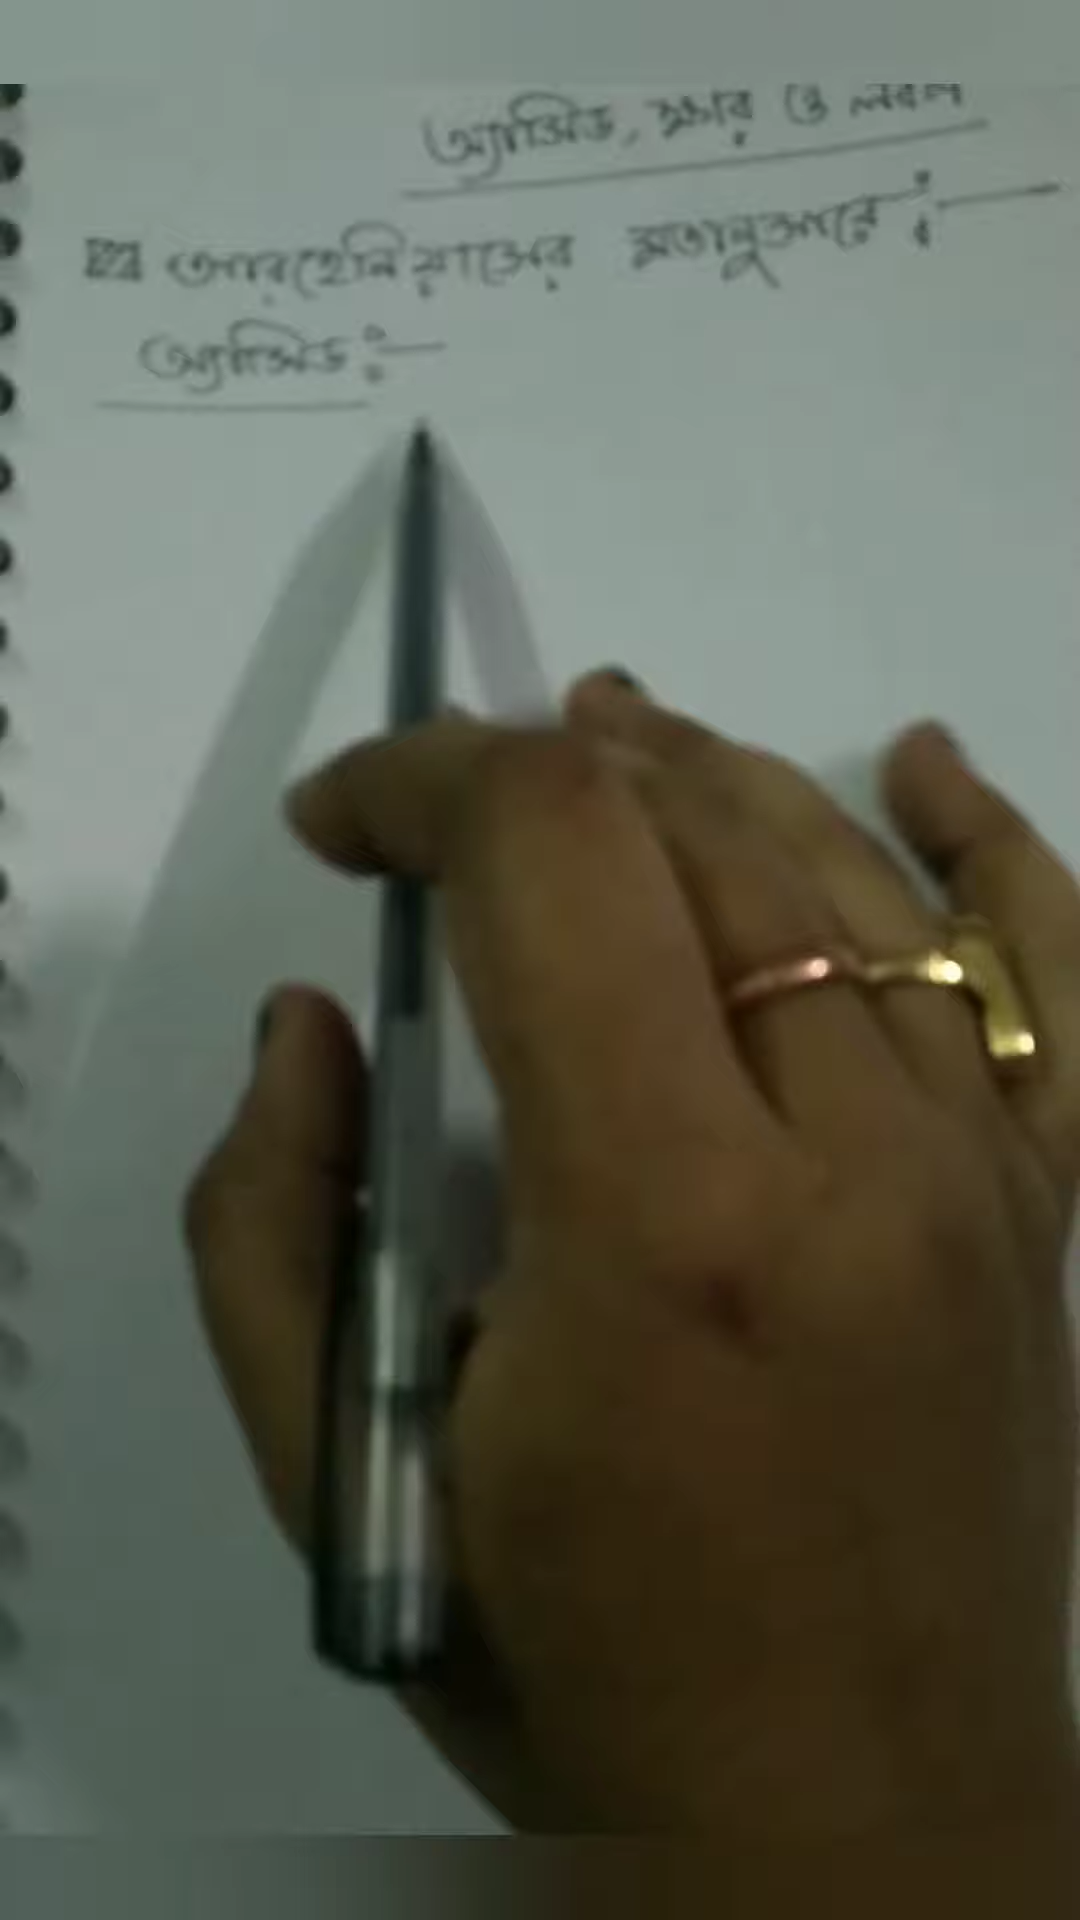 অ্যাসিড, ক্ষার ও লবণ
আরহেনিয়াসের মতানুসারে :—
অ্যাসিড :—